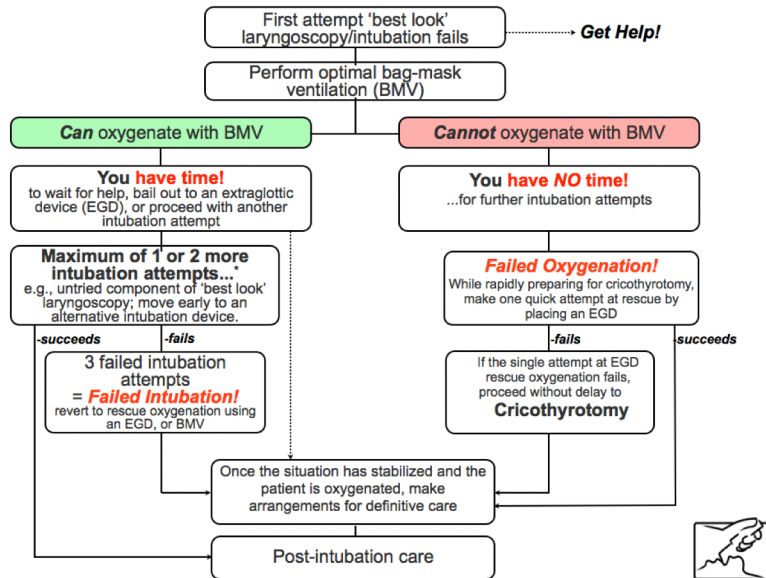 First attempt ‘best look’
laryngoscopy/intubation fails
Get Help!
Perform optimal bag-mask
ventilation (BMV)
Can oxygenate with BMV
Cannot oxygenate with BMV
You have time!
to wait for help, bail out to an extraglottic
device (EGD), or proceed with another
intubation attempt
You have NO time!
...for further intubation attempts
Maximum of 1 or 2 more
intubation attempts...*
e.g., untried component of ‘best look’
laryngoscopy; move early to an
alternative intubation device.
Failed Oxygenation!
While rapidly preparing for cricothyrotomy,
make one quick attempt at rescue by
placing an EGD
-succeeds
-fails
-fails
-succeeds
3 failed intubation
attempts
= Failed Intubation!
revert to rescue oxygenation using
an EGD, or BMV
If the single attempt at EGD
rescue oxygenation fails,
proceed without delay to
Cricothyrotomy
Once the situation has stabilized and the
patient is oxygenated, make
arrangements for definitive care
Post-intubation care